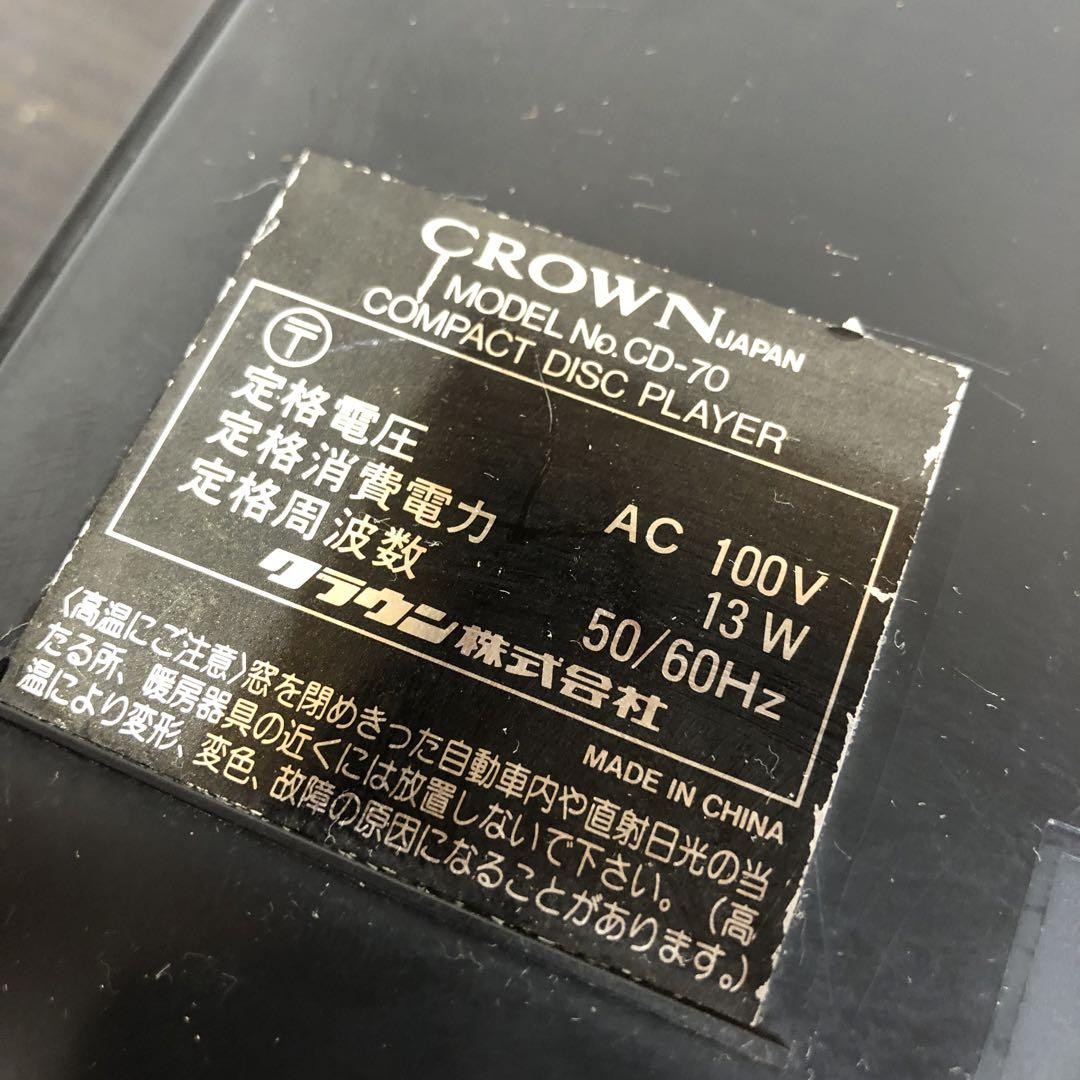 CROWN JAPAN
MODEL No. CD-70
COMPACT DISC PLAYER
〒
定格電圧 AC 100V
定格消費電力 13W
定格周波数 50/60Hz
クラウン株式会社
MADE IN CHINA
〈高温にご注意〉窓を閉めきった自動車内や直射日光の当
たる所、暖房器具の近くには放置しないで下さい。(高
温により変形、変色、故障の原因になることがあります。)